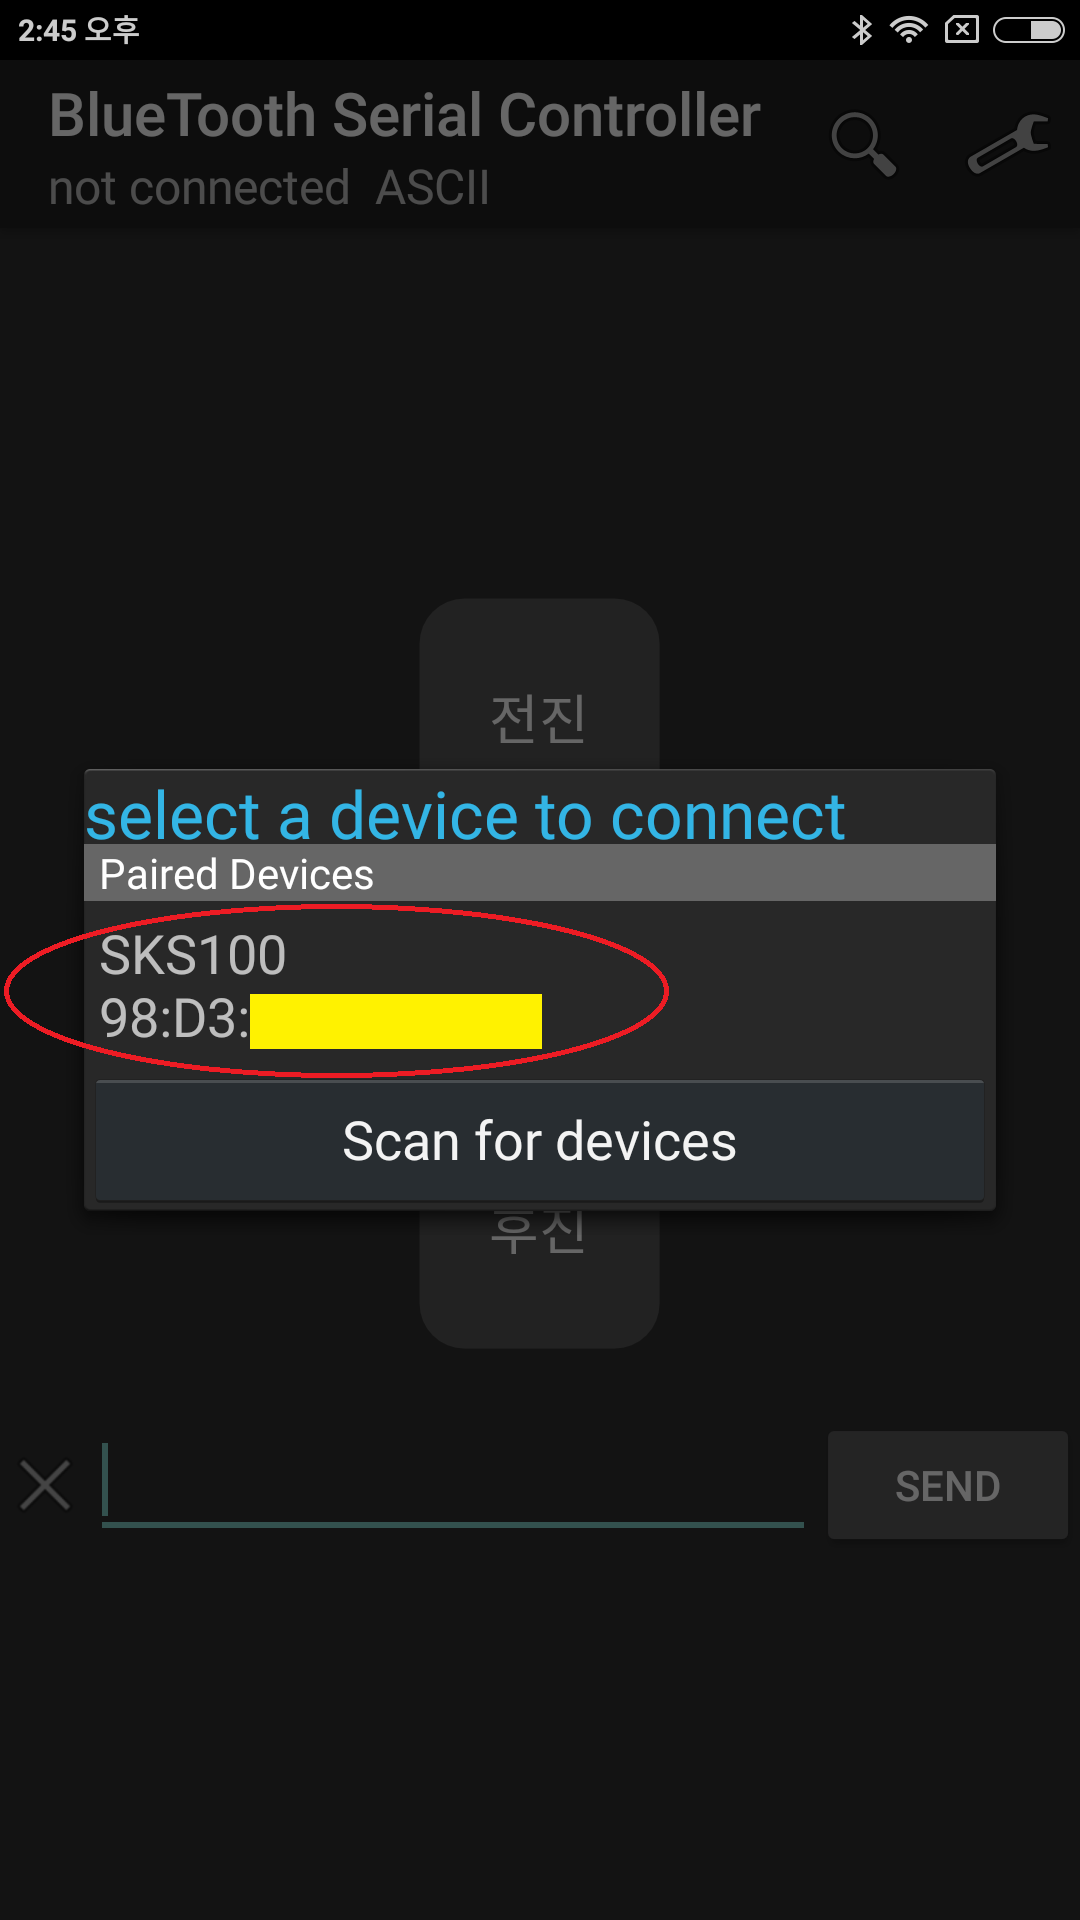 2:45 오후
BlueTooth Serial Controller
not connected ASCII
전진
select a device to connect
Paired Devices
SKS100
98:D3:
Scan for devices
후진
SEND